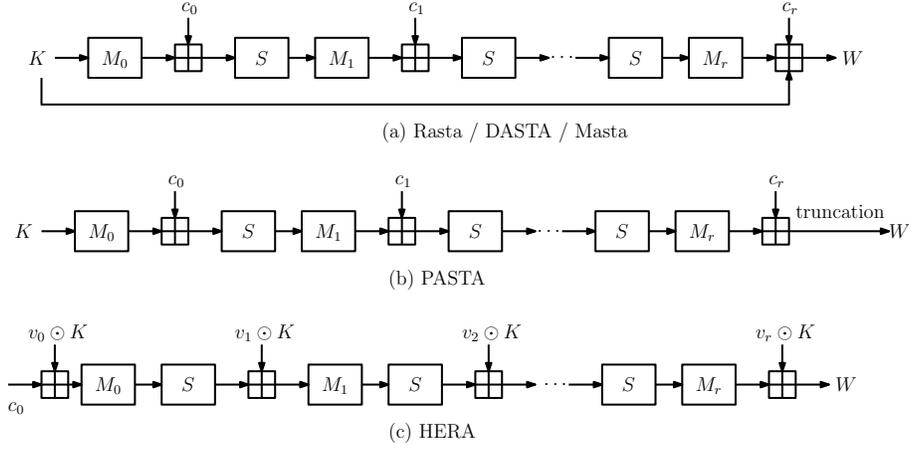 c₀ c₁ cᵣ
K M₀ S M₁ S ··· S Mᵣ W
(a) Rasta / DASTA / Masta
c₀ c₁ cᵣ
truncation
K M₀ S M₁ S ··· S Mᵣ W
(b) PASTA
v₀ ⊙ K v₁ ⊙ K v₂ ⊙ K vᵣ ⊙ K
M₀ S M₁ S ··· S Mᵣ W
c₀
(c) HERA